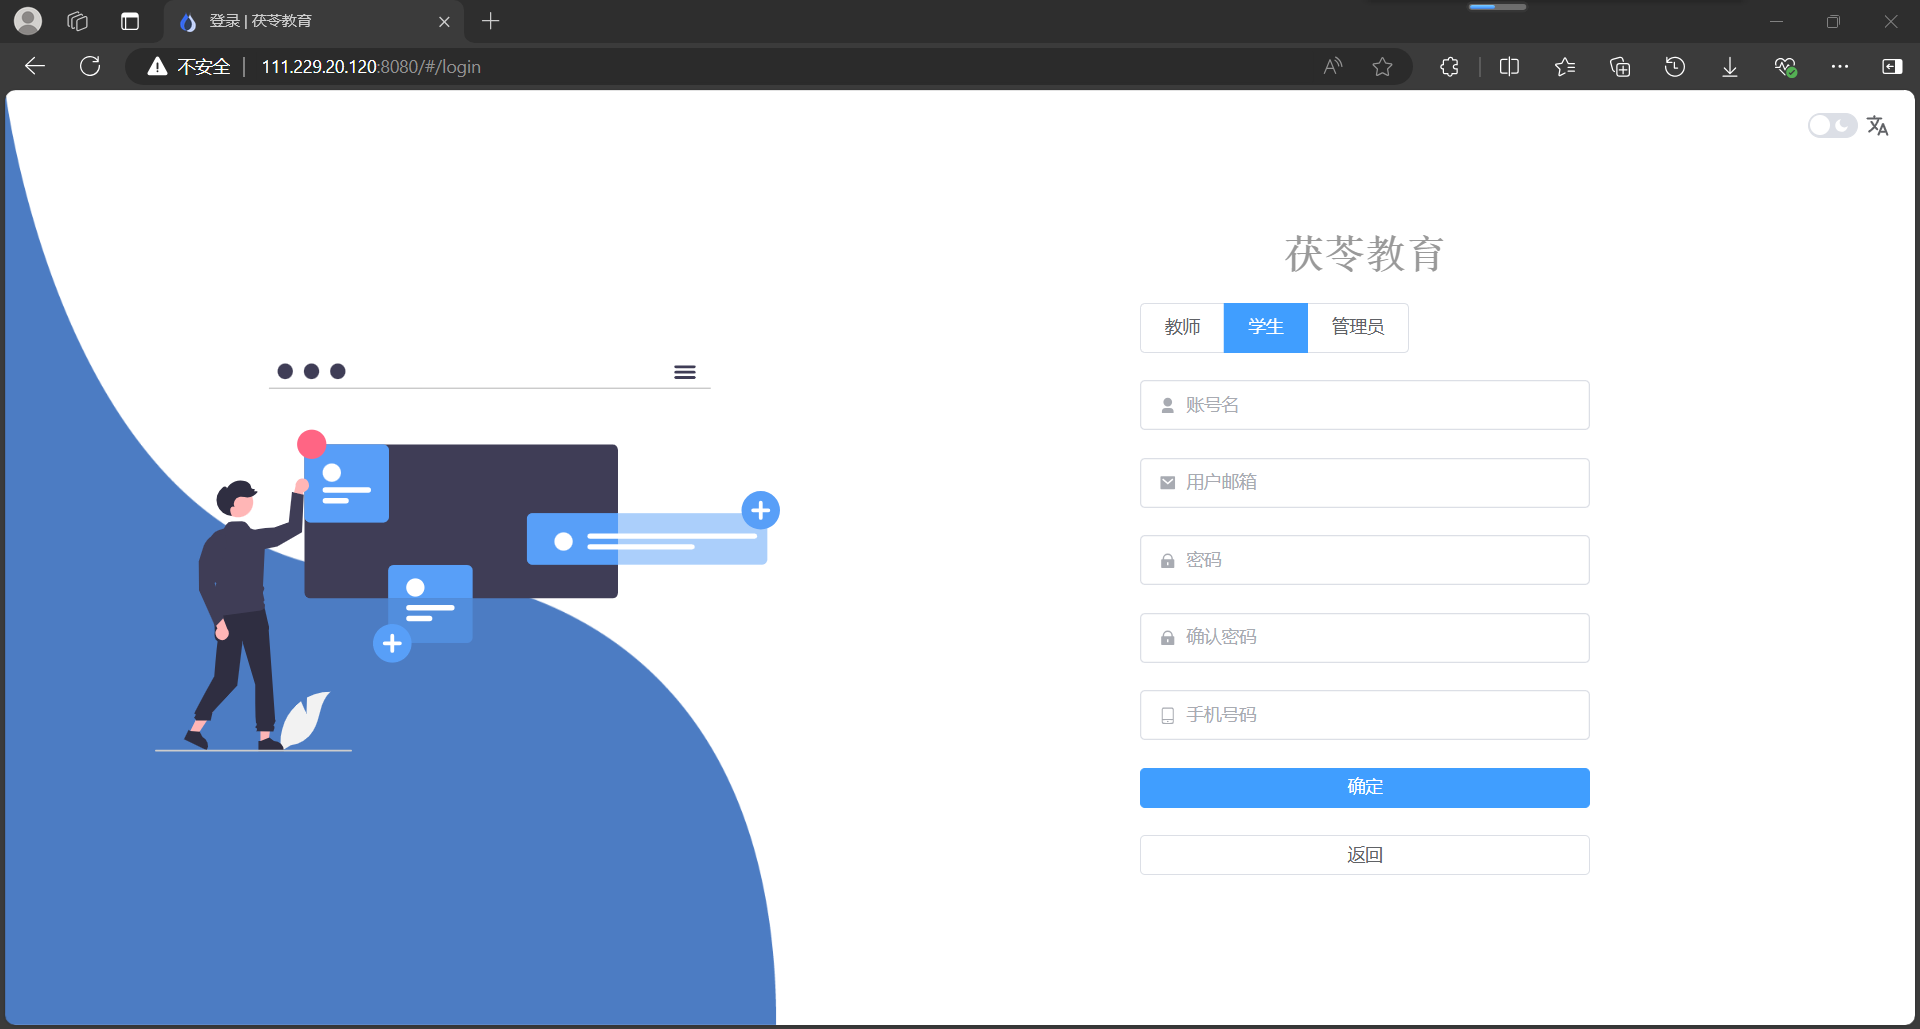 登录 | 茯苓教育
不安全 | 111.229.20.120:8080/#/login
茯苓教育
教师 学生 管理员
账号名
用户邮箱
密码
确认密码
手机号码
确定
返回